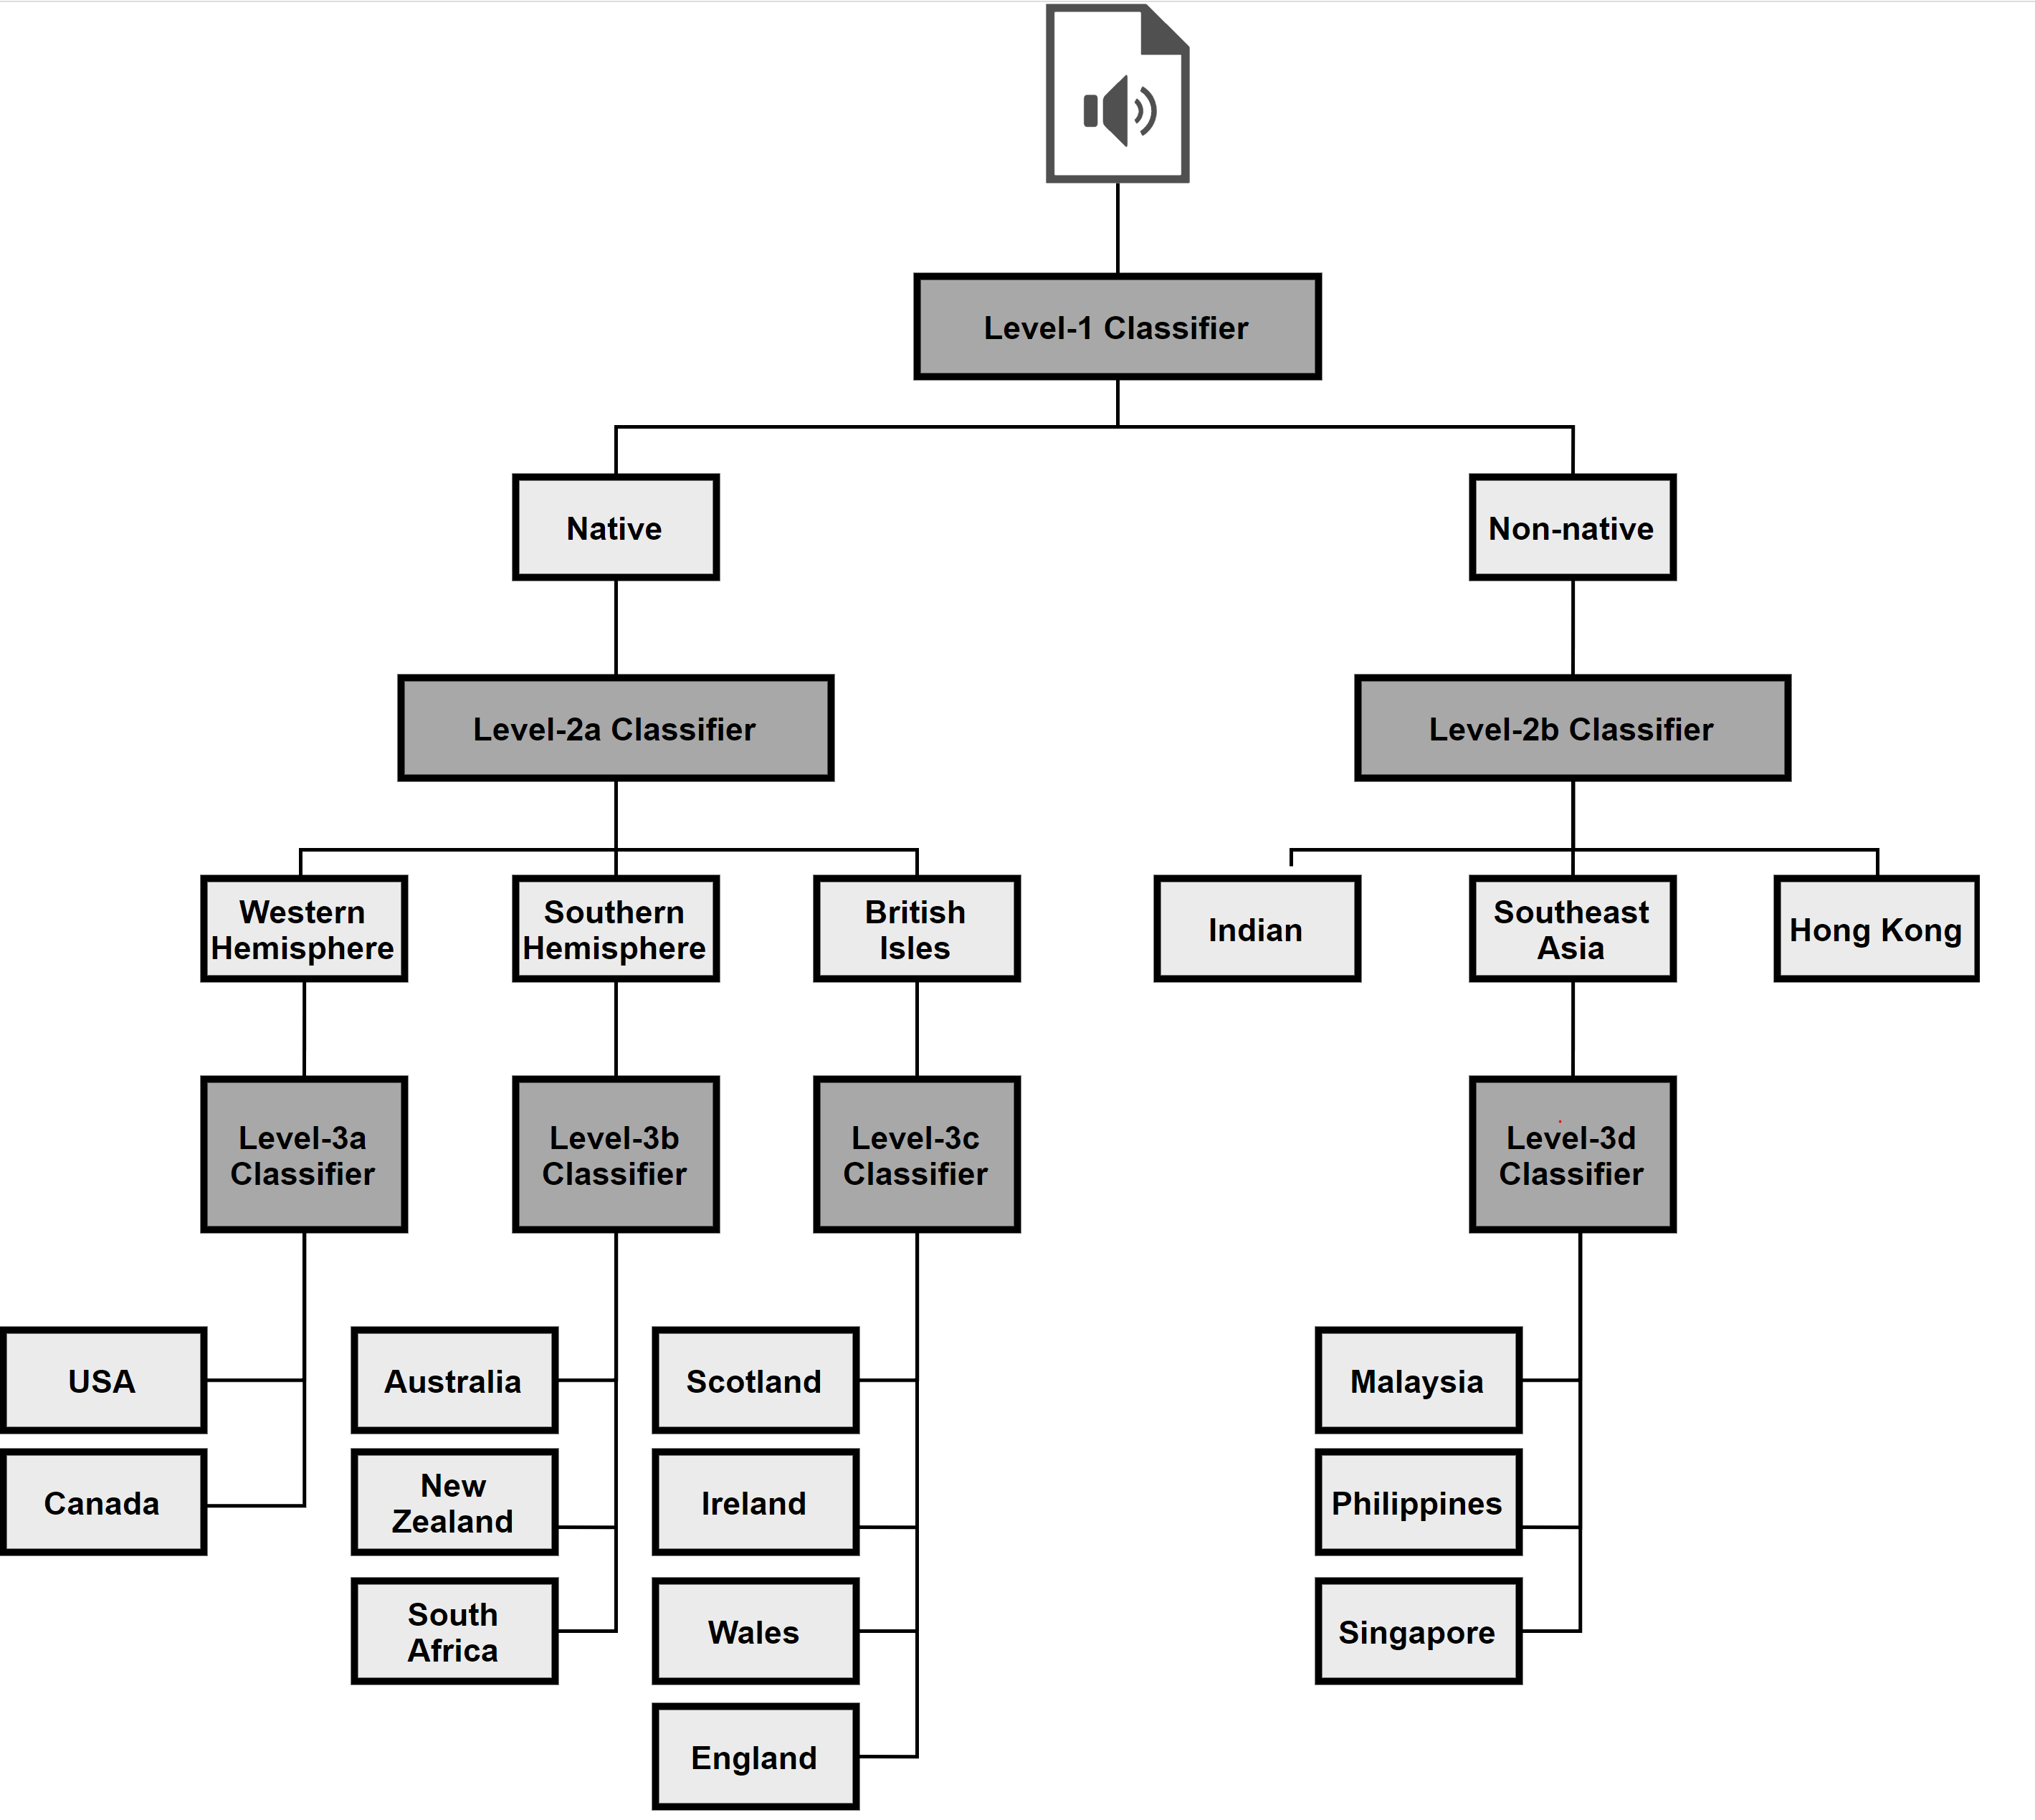 Level-1 Classifier
Native
Non-native
Level-2a Classifier
Level-2b Classifier
Western
Hemisphere
Southern
Hemisphere
British
Isles
Indian
Southeast
Asia
Hong Kong
Level-3a
Classifier
Level-3b
Classifier
Level-3c
Classifier
Level-3d
Classifier
USA
Australia
Scotland
Malaysia
Canada
New
Zealand
Ireland
Philippines
South
Africa
Wales
Singapore
England